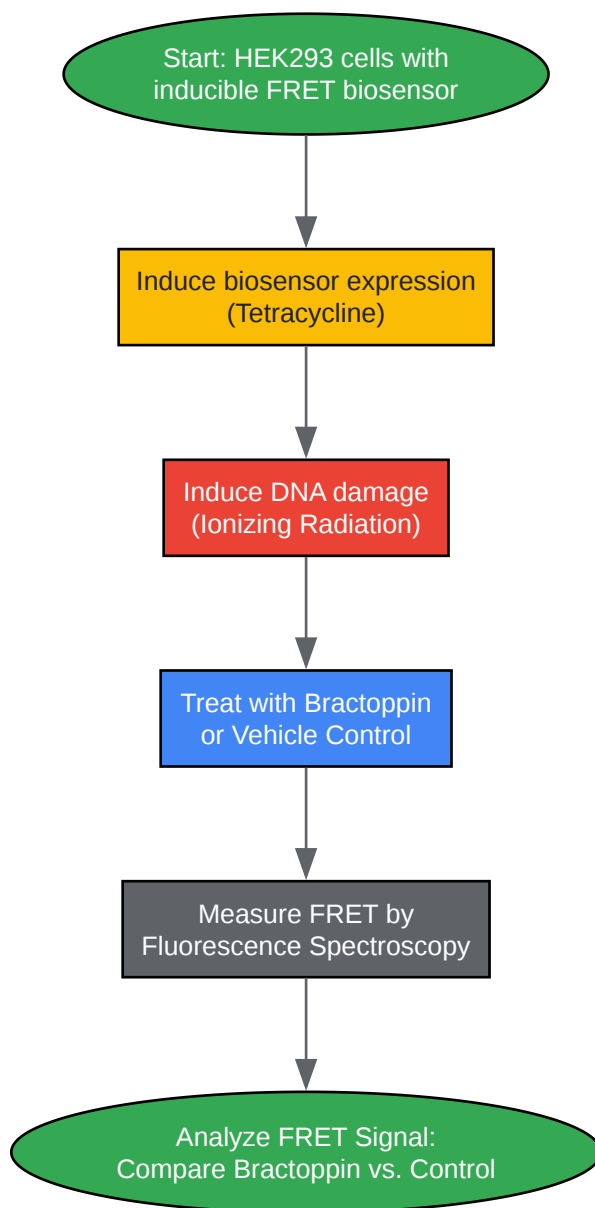 Start: HEK293 cells with
inducible FRET biosensor
Induce biosensor expression
(Tetracycline)
Induce DNA damage
(Ionizing Radiation)
Treat with Bractoppin
or Vehicle Control
Measure FRET by
Fluorescence Spectroscopy
Analyze FRET Signal:
Compare Bractoppin vs. Control